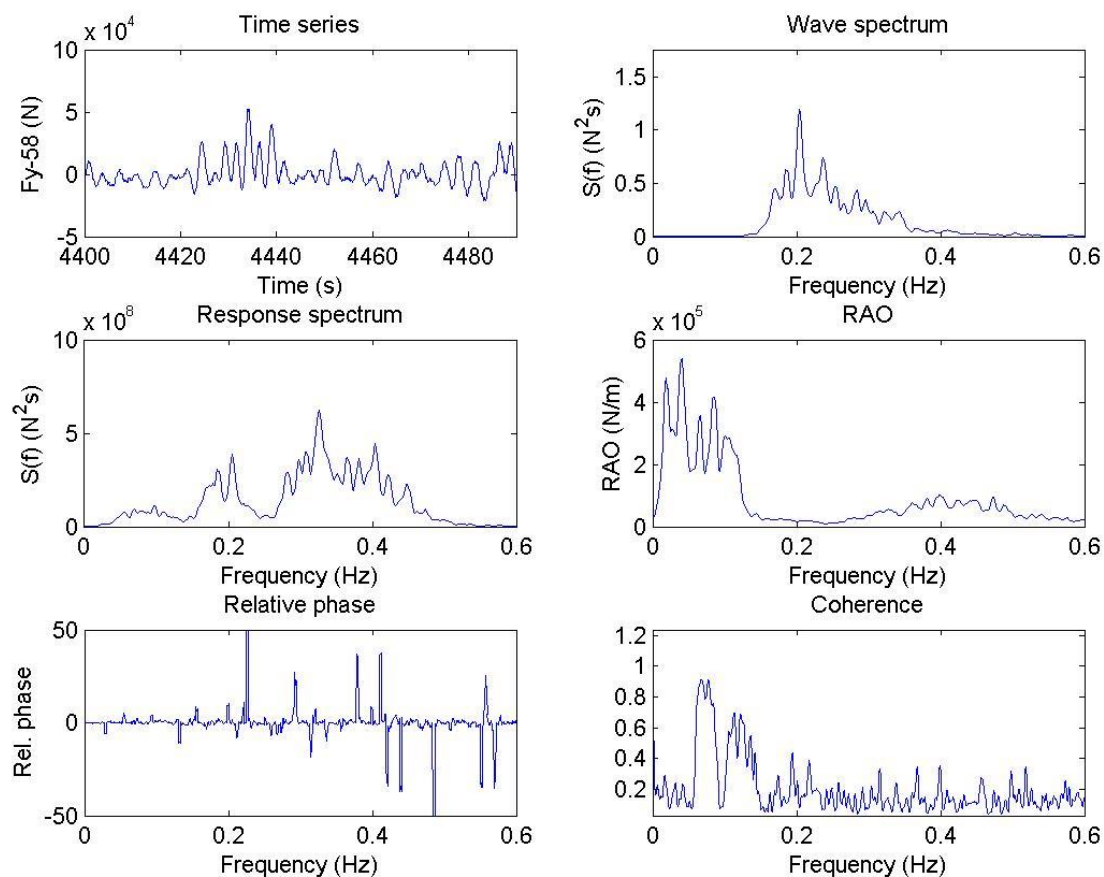 Time series
x 10^4
10
5
0
-5
4400 4420 4440 4460 4480
Fy-58 (N)
Time (s)
Wave spectrum
1.5
1
0.5
0
0 0.2 0.4 0.6
S(f) (N^2s)
Frequency (Hz)
Response spectrum
x 10^8
10
5
0
0 0.2 0.4 0.6
S(f) (N^2s)
Frequency (Hz)
RAO
x 10^5
6
4
2
0
0 0.2 0.4 0.6
RAO (N/m)
Frequency (Hz)
Relative phase
50
0
-50
0 0.2 0.4 0.6
Rel. phase
Frequency (Hz)
Coherence
1.2
1
0.8
0.6
0.4
0.2
0 0.2 0.4 0.6
Frequency (Hz)